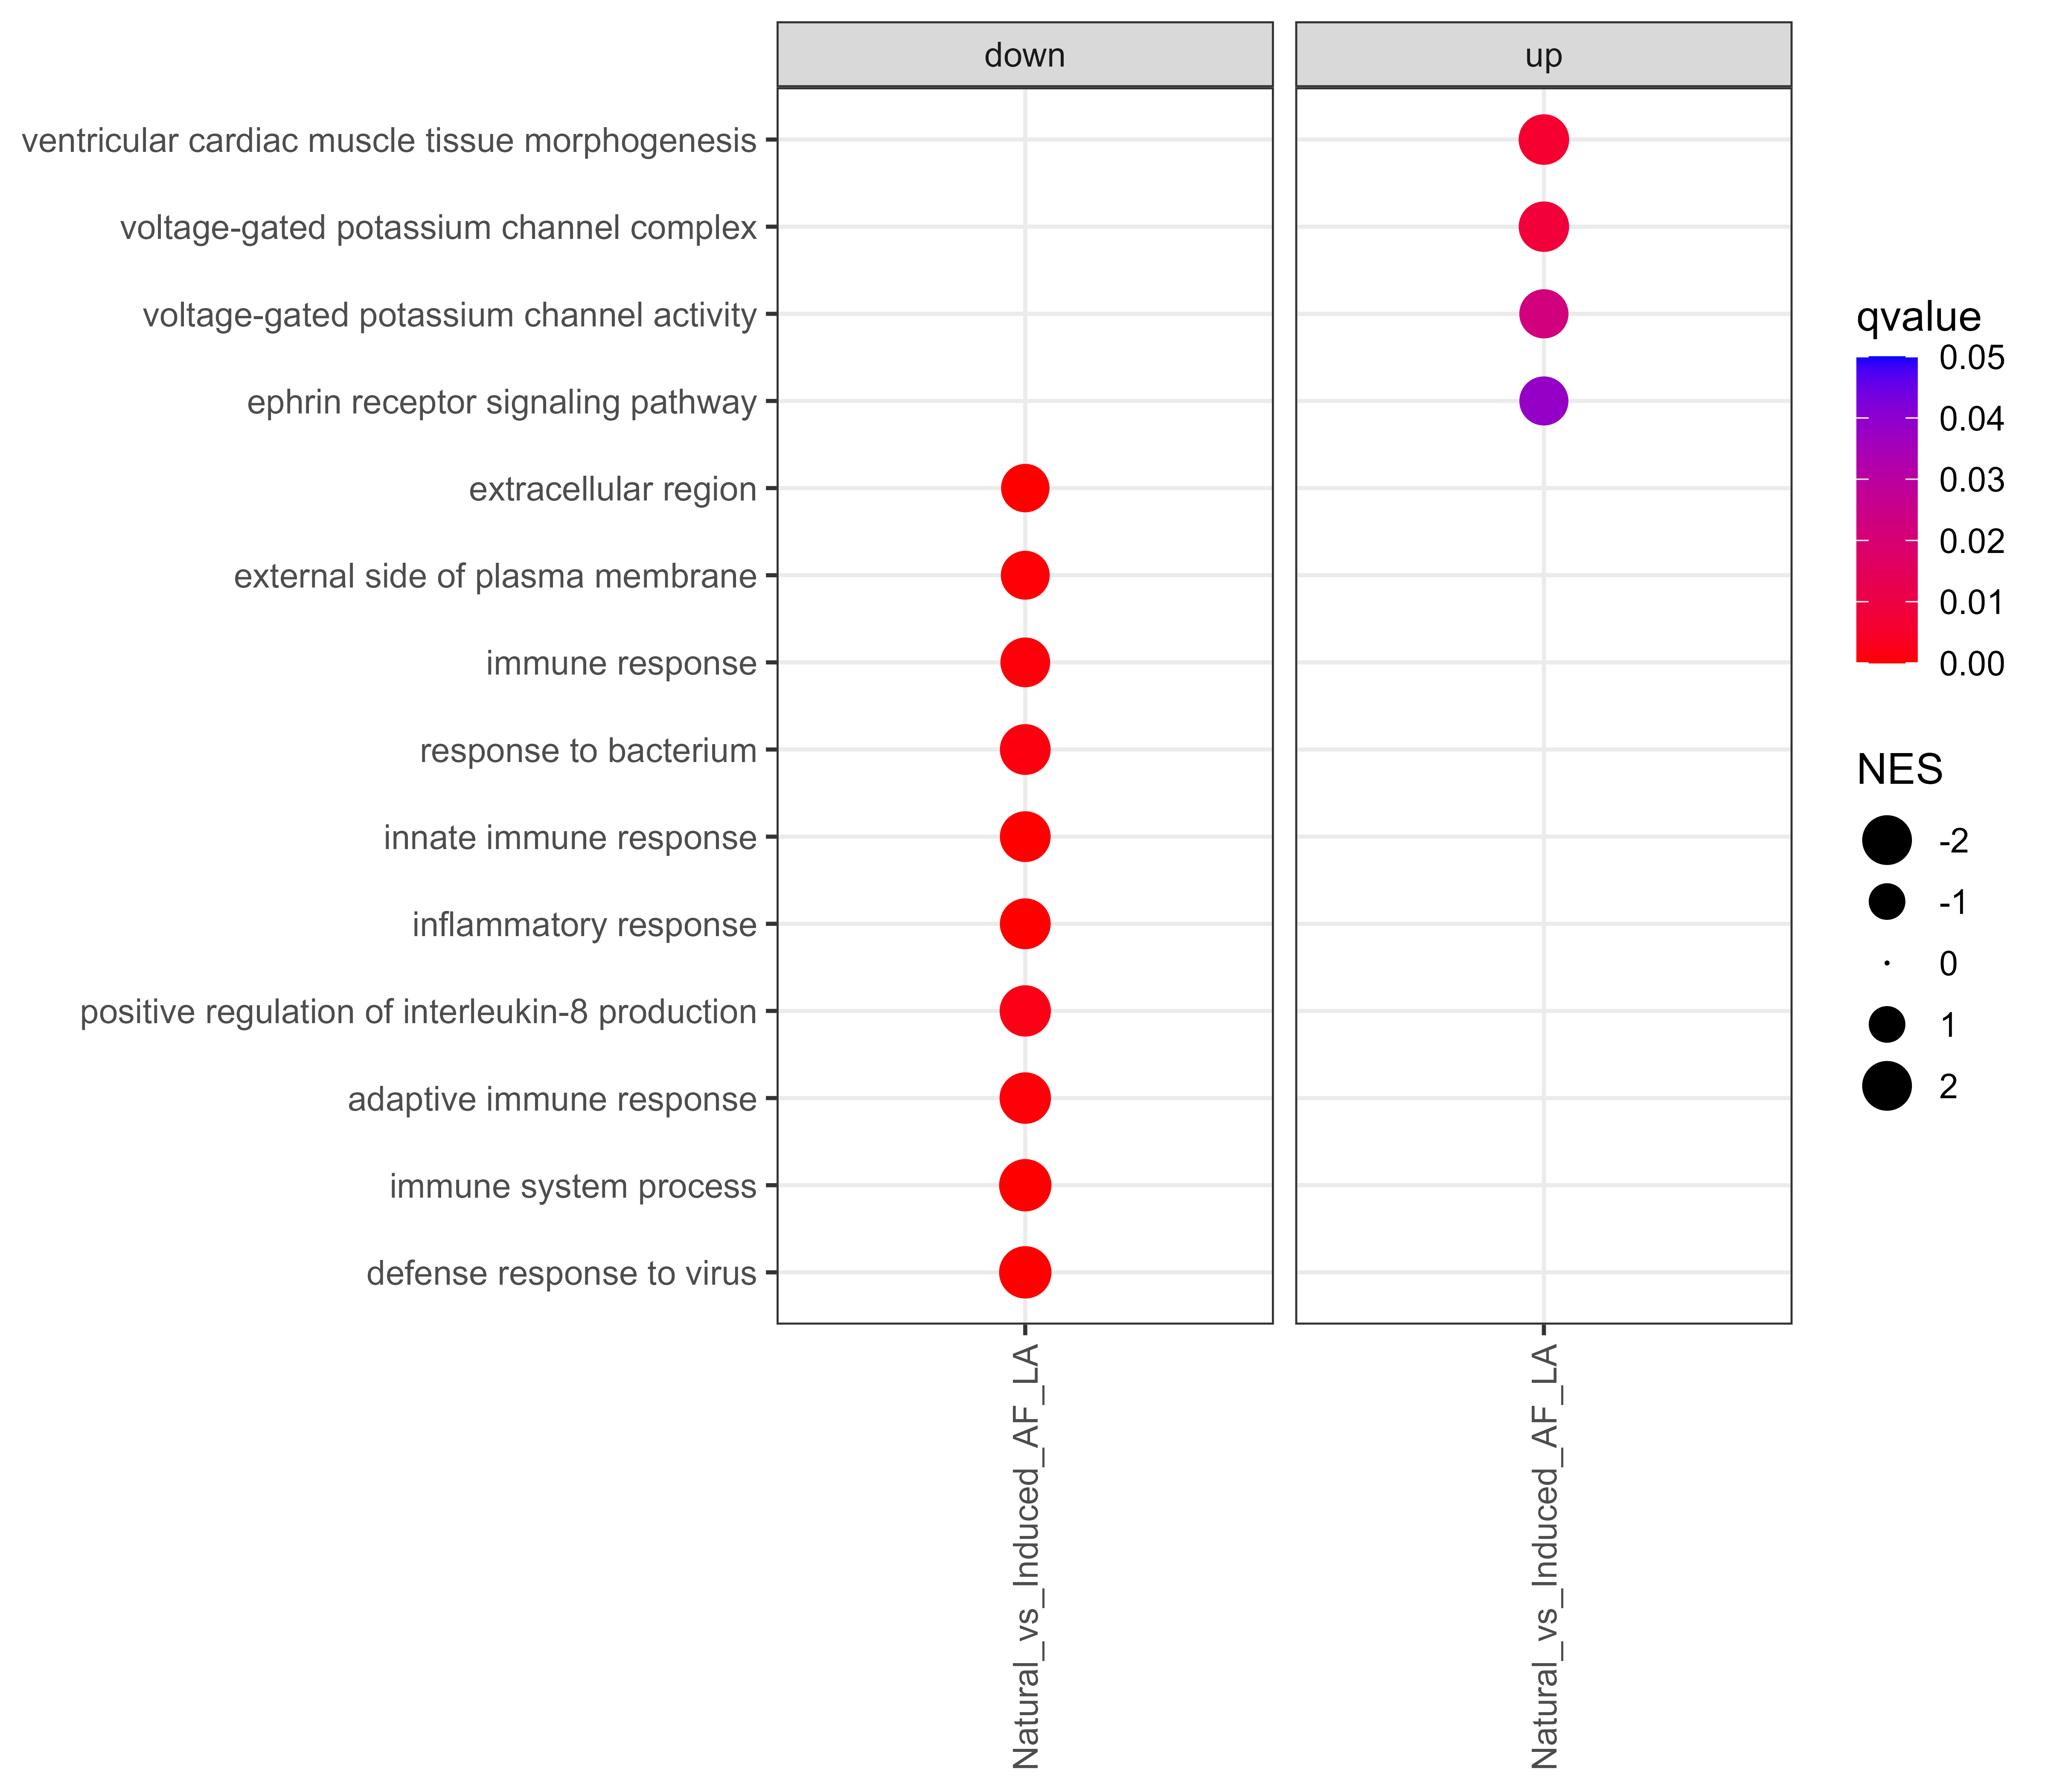 down
up
ventricular cardiac muscle tissue morphogenesis
voltage-gated potassium channel complex
voltage-gated potassium channel activity
ephrin receptor signaling pathway
extracellular region
external side of plasma membrane
immune response
response to bacterium
innate immune response
inflammatory response
positive regulation of interleukin-8 production
adaptive immune response
immune system process
defense response to virus
Natural_vs_Induced_AF_LA
Natural_vs_Induced_AF_LA
qvalue
0.05
0.04
0.03
0.02
0.01
0.00
NES
-2
-1
0
1
2